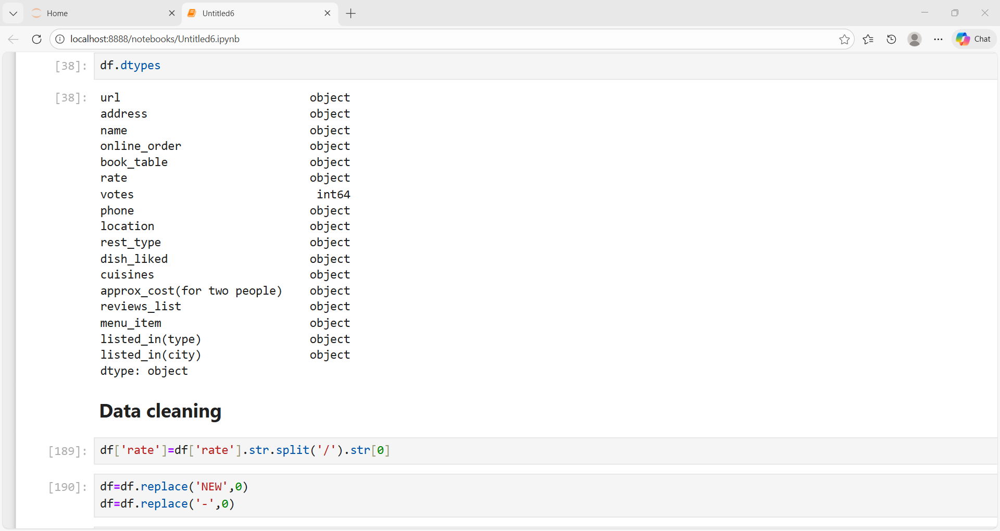 Home
Untitled6
localhost:8888/notebooks/Untitled6.ipynb
Chat
[38]: df.dtypes
[38]: url object
address object
name object
online_order object
book_table object
rate object
votes int64
phone object
location object
rest_type object
dish_liked object
cuisines object
approx_cost(for two people) object
reviews_list object
menu_item object
listed_in(type) object
listed_in(city) object
dtype: object
Data cleaning
[189]: df['rate']=df['rate'].str.split('/').str[0]
[190]: df=df.replace('NEW',0)
df=df.replace('-',0)